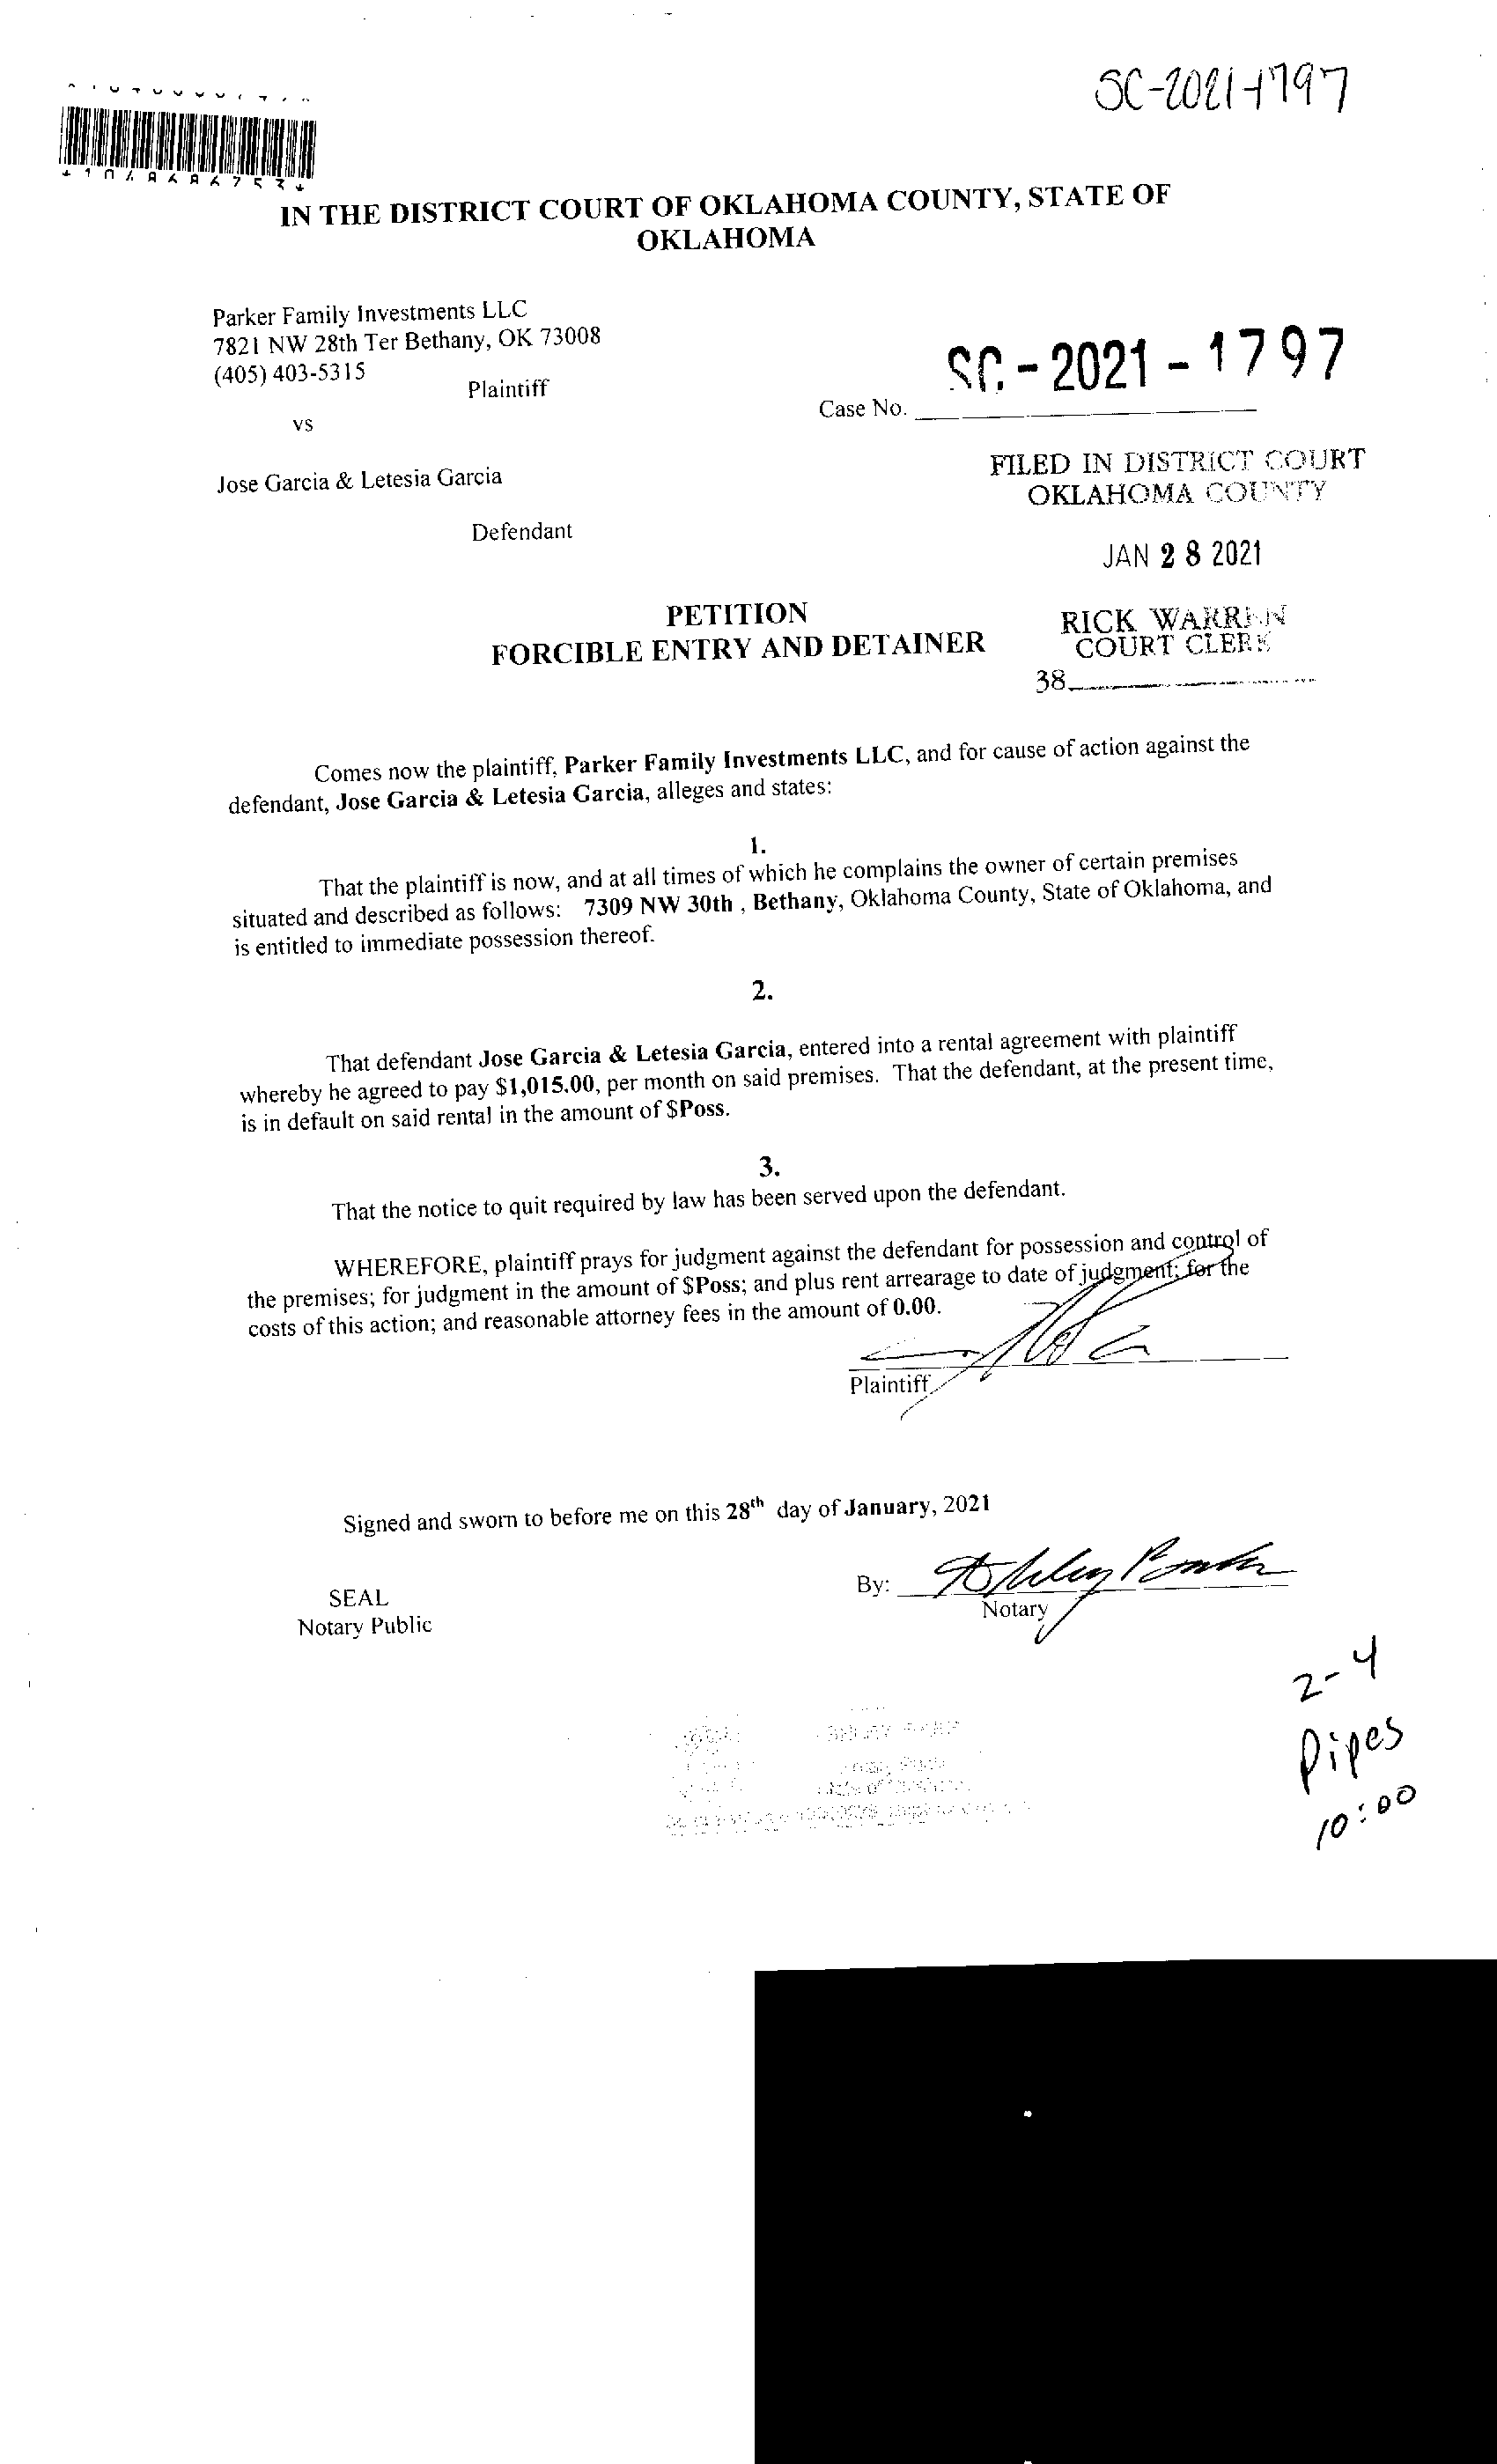 SC-2021-1797
IN THE DISTRICT COURT OF OKLAHOMA COUNTY, STATE OF
OKLAHOMA
Parker Family Investments LLC
7821 NW 28th Ter Bethany, OK 73008
(405) 403-5315
Plaintiff
SC - 2021 - 1797
Case No.
vs
FILED IN DISTRICT COURT
OKLAHOMA COUNTY
Jose Garcia & Letesia Garcia
Defendant
JAN 28 2021
PETITION
FORCIBLE ENTRY AND DETAINER
RICK WARREN
COURT CLERK
38
Comes now the plaintiff, Parker Family Investments LLC, and for cause of action against the
defendant, Jose Garcia & Letesia Garcia, alleges and states:
1.
That the plaintiff is now, and at all times of which he complains the owner of certain premises
situated and described as follows: 7309 NW 30th , Bethany, Oklahoma County, State of Oklahoma, and
is entitled to immediate possession thereof.
2.
That defendant Jose Garcia & Letesia Garcia, entered into a rental agreement with plaintiff
whereby he agreed to pay $1,015.00, per month on said premises. That the defendant, at the present time,
is in default on said rental in the amount of $Poss.
3.
That the notice to quit required by law has been served upon the defendant.
WHEREFORE, plaintiff prays for judgment against the defendant for possession and control of
the premises; for judgment in the amount of $Poss; and plus rent arrearage to date of judgment; for the
costs of this action; and reasonable attorney fees in the amount of 0.00.
Plaintiff
Signed and sworn to before me on this 28th day of January, 2021
By:
Notary
SEAL
Notary Public
2-4
Pipes
10:00